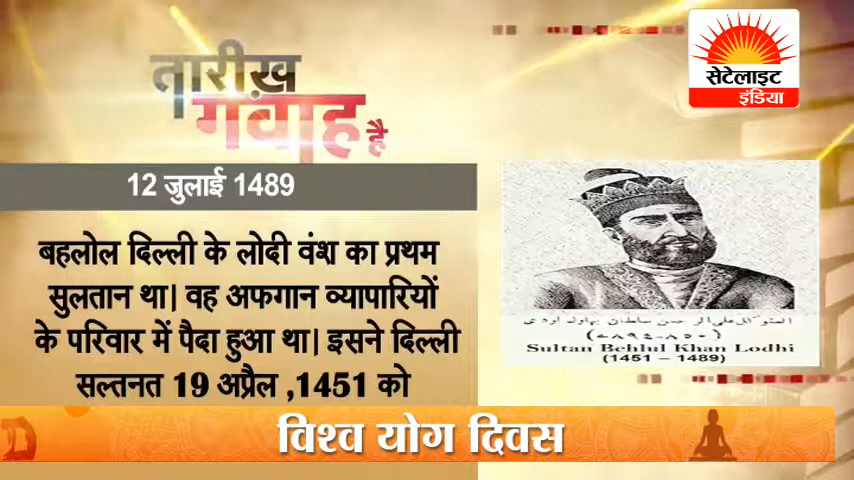 तारीख़
गवाह है
सेटेलाइट
इंडिया
12 जुलाई 1489
बहलोल दिल्ली के लोदी वंश का प्रथम
सुलतान था। वह अफगान व्यापारियों
के परिवार में पैदा हुआ था। इसने दिल्ली
सल्तनत 19 अप्रैल ,1451 को
Sultan Behlul Khan Lodhi
(1451 – 1489)
विश्व योग दिवस